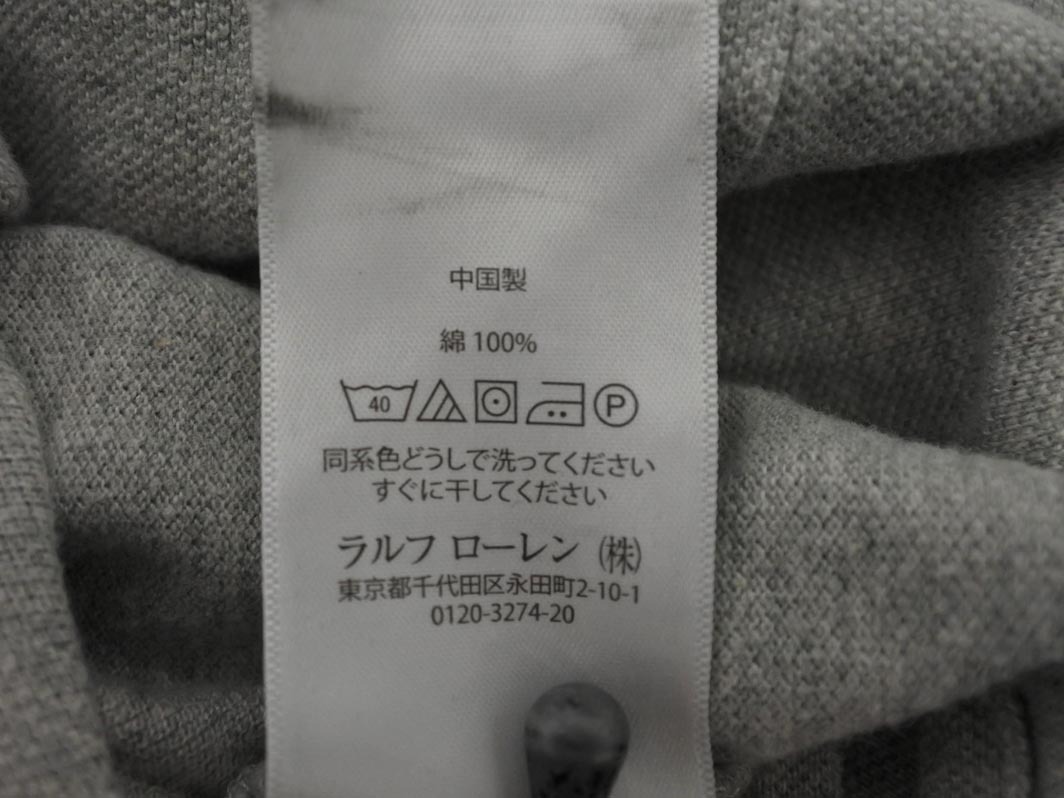 中国製
綿 100%
40
P
同系色どうしで洗ってください
すぐに干してください
ラルフ ローレン (株)
東京都千代田区永田町2-10-1
0120-3274-20